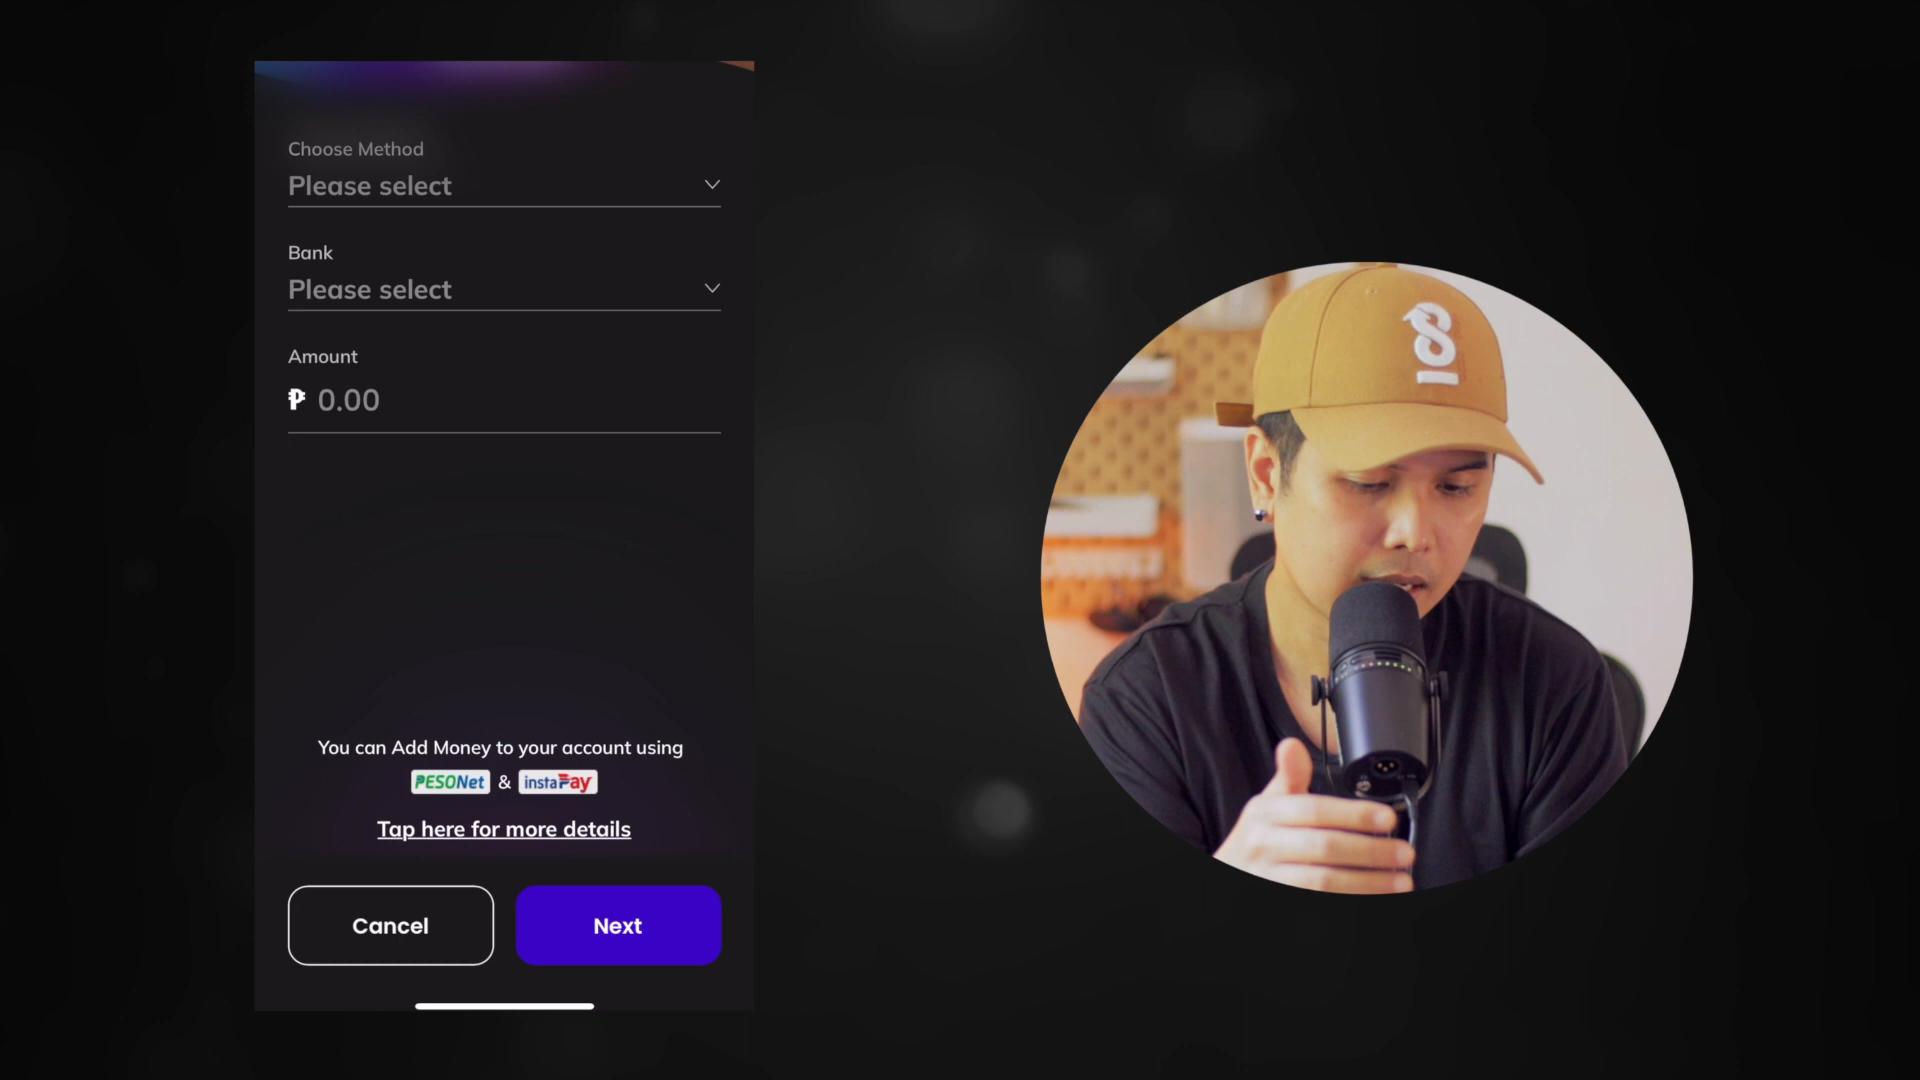 Choose Method
Please select
Bank
Please select
Amount
₱ 0.00
You can Add Money to your account using
PESONet & instaPay
Tap here for more details
Cancel
Next
8